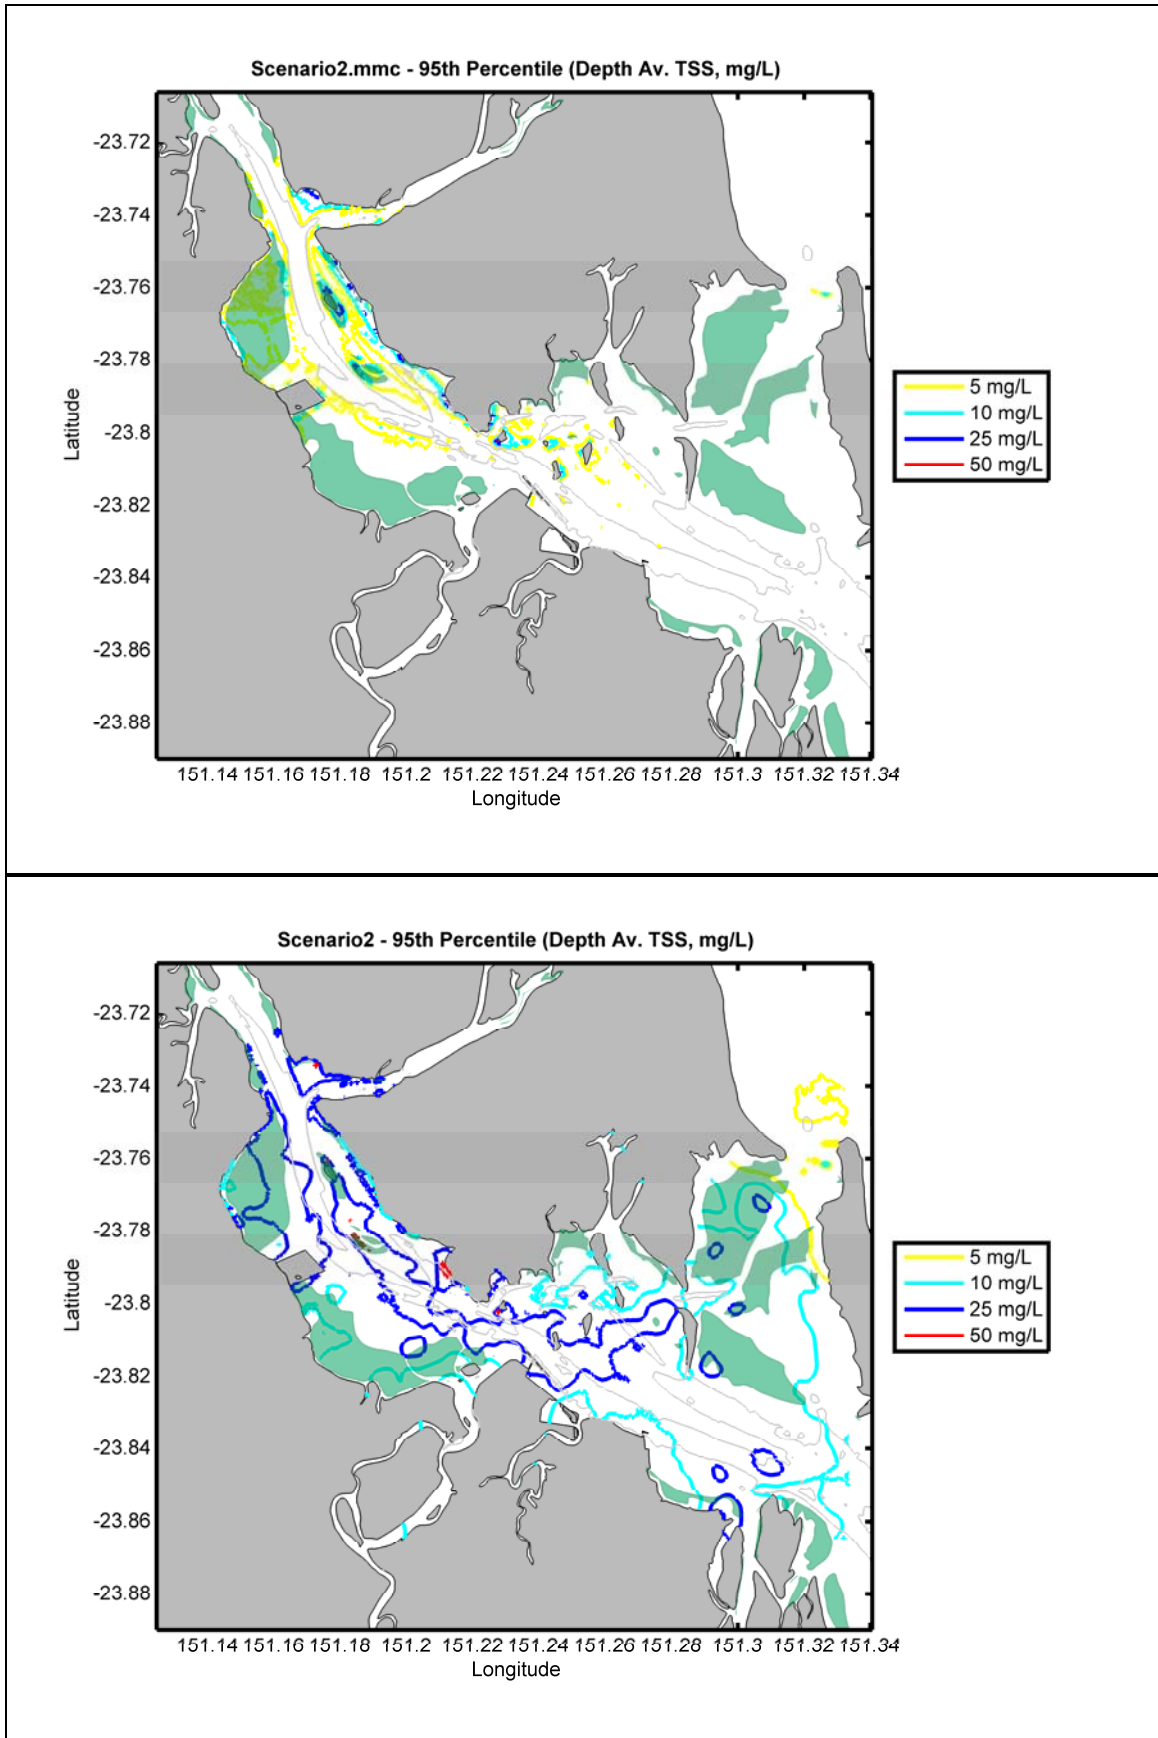 Scenario2.mmc - 95th Percentile (Depth Av. TSS, mg/L)
-23.72
-23.74
-23.76
-23.78
-23.8
-23.82
-23.84
-23.86
-23.88
Latitude
151.14 151.16 151.18 151.2 151.22 151.24 151.26 151.28 151.3 151.32 151.34
Longitude
5 mg/L
10 mg/L
25 mg/L
50 mg/L
Scenario2 - 95th Percentile (Depth Av. TSS, mg/L)
-23.72
-23.74
-23.76
-23.78
-23.8
-23.82
-23.84
-23.86
-23.88
Latitude
151.14 151.16 151.18 151.2 151.22 151.24 151.26 151.28 151.3 151.32 151.34
Longitude
5 mg/L
10 mg/L
25 mg/L
50 mg/L